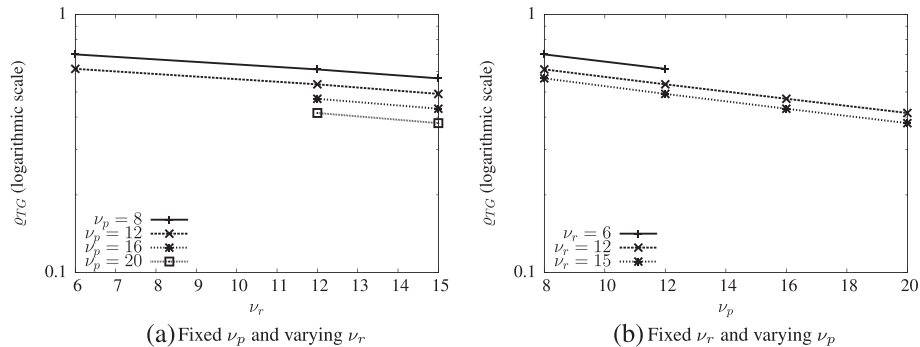 1
0.1
ϱ_TG (logarithmic scale)
ν_p = 8
ν_p = 12
ν_p = 16
ν_p = 20
6 7 8 9 10 11 12 13 14 15
ν_r
(a) Fixed ν_p and varying ν_r
1
0.1
ϱ_TG (logarithmic scale)
ν_r = 6
ν_r = 12
ν_r = 15
8 10 12 14 16 18 20
ν_p
(b) Fixed ν_r and varying ν_p